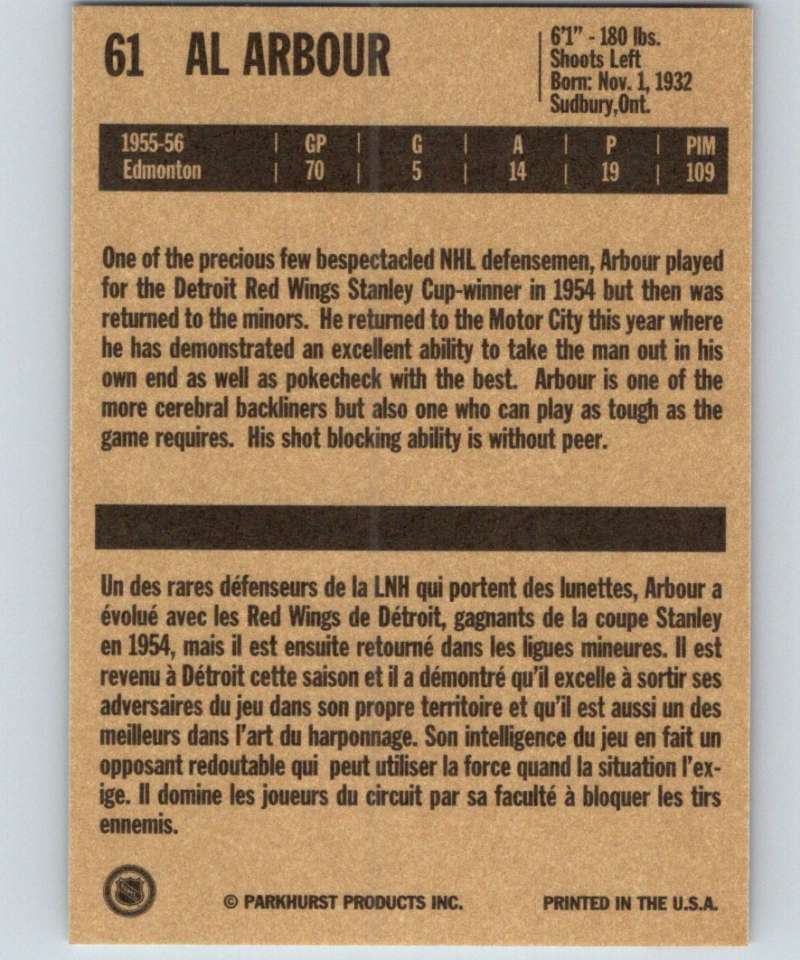 61 AL ARBOUR
6'1" - 180 lbs.
Shoots Left
Born: Nov. 1, 1932
Sudbury,Ont.
1955-56 | GP | G | A | P | PIM
Edmonton | 70 | 5 | 14 | 19 | 109
One of the precious few bespectacled NHL defensemen, Arbour played
for the Detroit Red Wings Stanley Cup-winner in 1954 but then was
returned to the minors. He returned to the Motor City this year where
he has demonstrated an excellent ability to take the man out in his
own end as well as pokecheck with the best. Arbour is one of the
more cerebral backliners but also one who can play as tough as the
game requires. His shot blocking ability is without peer.
Un des rares défenseurs de la LNH qui portent des lunettes, Arbour a
évolué avec les Red Wings de Détroit, gagnants de la coupe Stanley
en 1954, mais il est ensuite retourné dans les ligues mineures. Il est
revenu à Détroit cette saison et il a démontré qu'il excelle à sortir ses
adversaires du jeu dans son propre territoire et qu'il est aussi un des
meilleurs dans l'art du harponnage. Son intelligence du jeu en fait un
opposant redoutable qui peut utiliser la force quand la situation l'ex-
ige. Il domine les joueurs du circuit par sa faculté à bloquer les tirs
ennemis.
© PARKHURST PRODUCTS INC. PRINTED IN THE U.S.A.